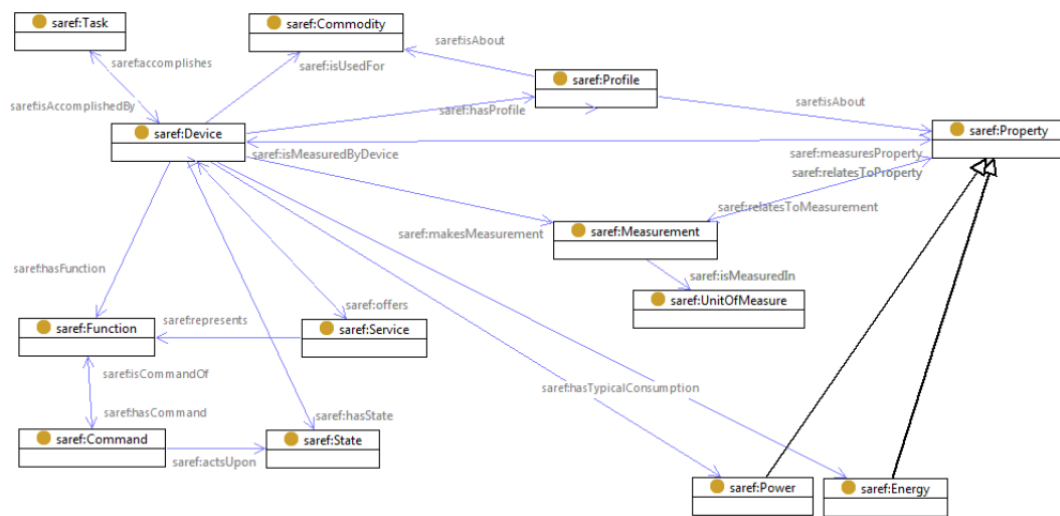 saref:Task
saref:Commodity
saref:isAbout
saref:accomplishes
saref:isUsedFor
saref:Profile
saref:isAccomplishedBy
saref:hasProfile
saref:isAbout
saref:Device
saref:Property
saref:isMeasuredByDevice
saref:measuresProperty
saref:relatesToProperty
saref:relatesToMeasurement
saref:makesMeasurement
saref:Measurement
saref:hasFunction
saref:isMeasuredIn
saref:UnitOfMeasure
saref:offers
saref:Function
saref:represents
saref:Service
saref:isCommandOf
saref:hasTypicalConsumption
saref:hasCommand
saref:hasState
saref:Command
saref:State
saref:actsUpon
saref:Power
saref:Energy